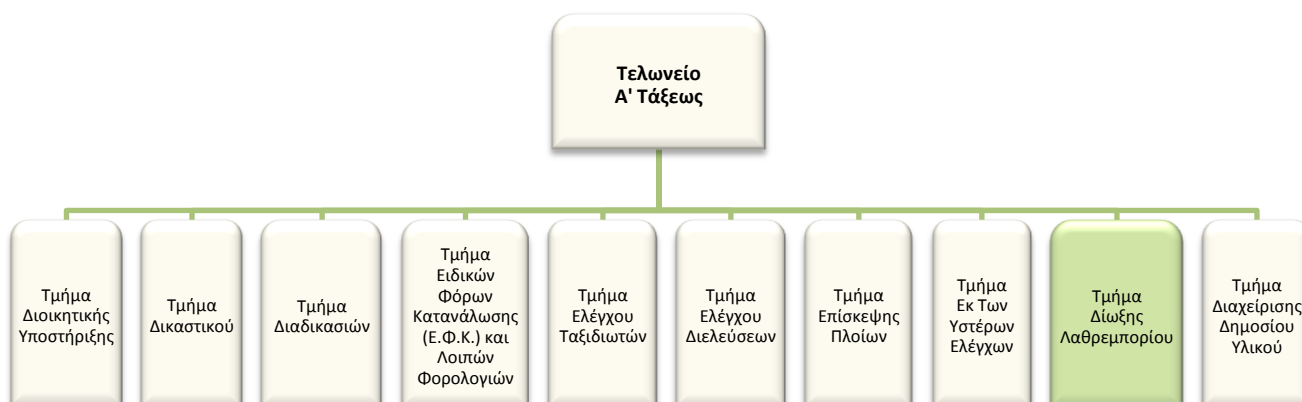 Τελωνείο
Α' Τάξεως
Τμήμα
Διοικητικής
Υποστήριξης
Τμήμα
Δικαστικού
Τμήμα
Διαδικασιών
Τμήμα
Ειδικών
Φόρων
Κατανάλωσης
(Ε.Φ.Κ.) και
Λοιπών
Φορολογιών
Τμήμα
Ελέγχου
Ταξιδιωτών
Τμήμα
Ελέγχου
Διελεύσεων
Τμήμα
Επίσκεψης
Πλοίων
Τμήμα
Εκ Των
Υστέρων
Ελέγχων
Τμήμα
Δίωξης
Λαθρεμπορίου
Τμήμα
Διαχείρισης
Δημοσίου
Υλικού